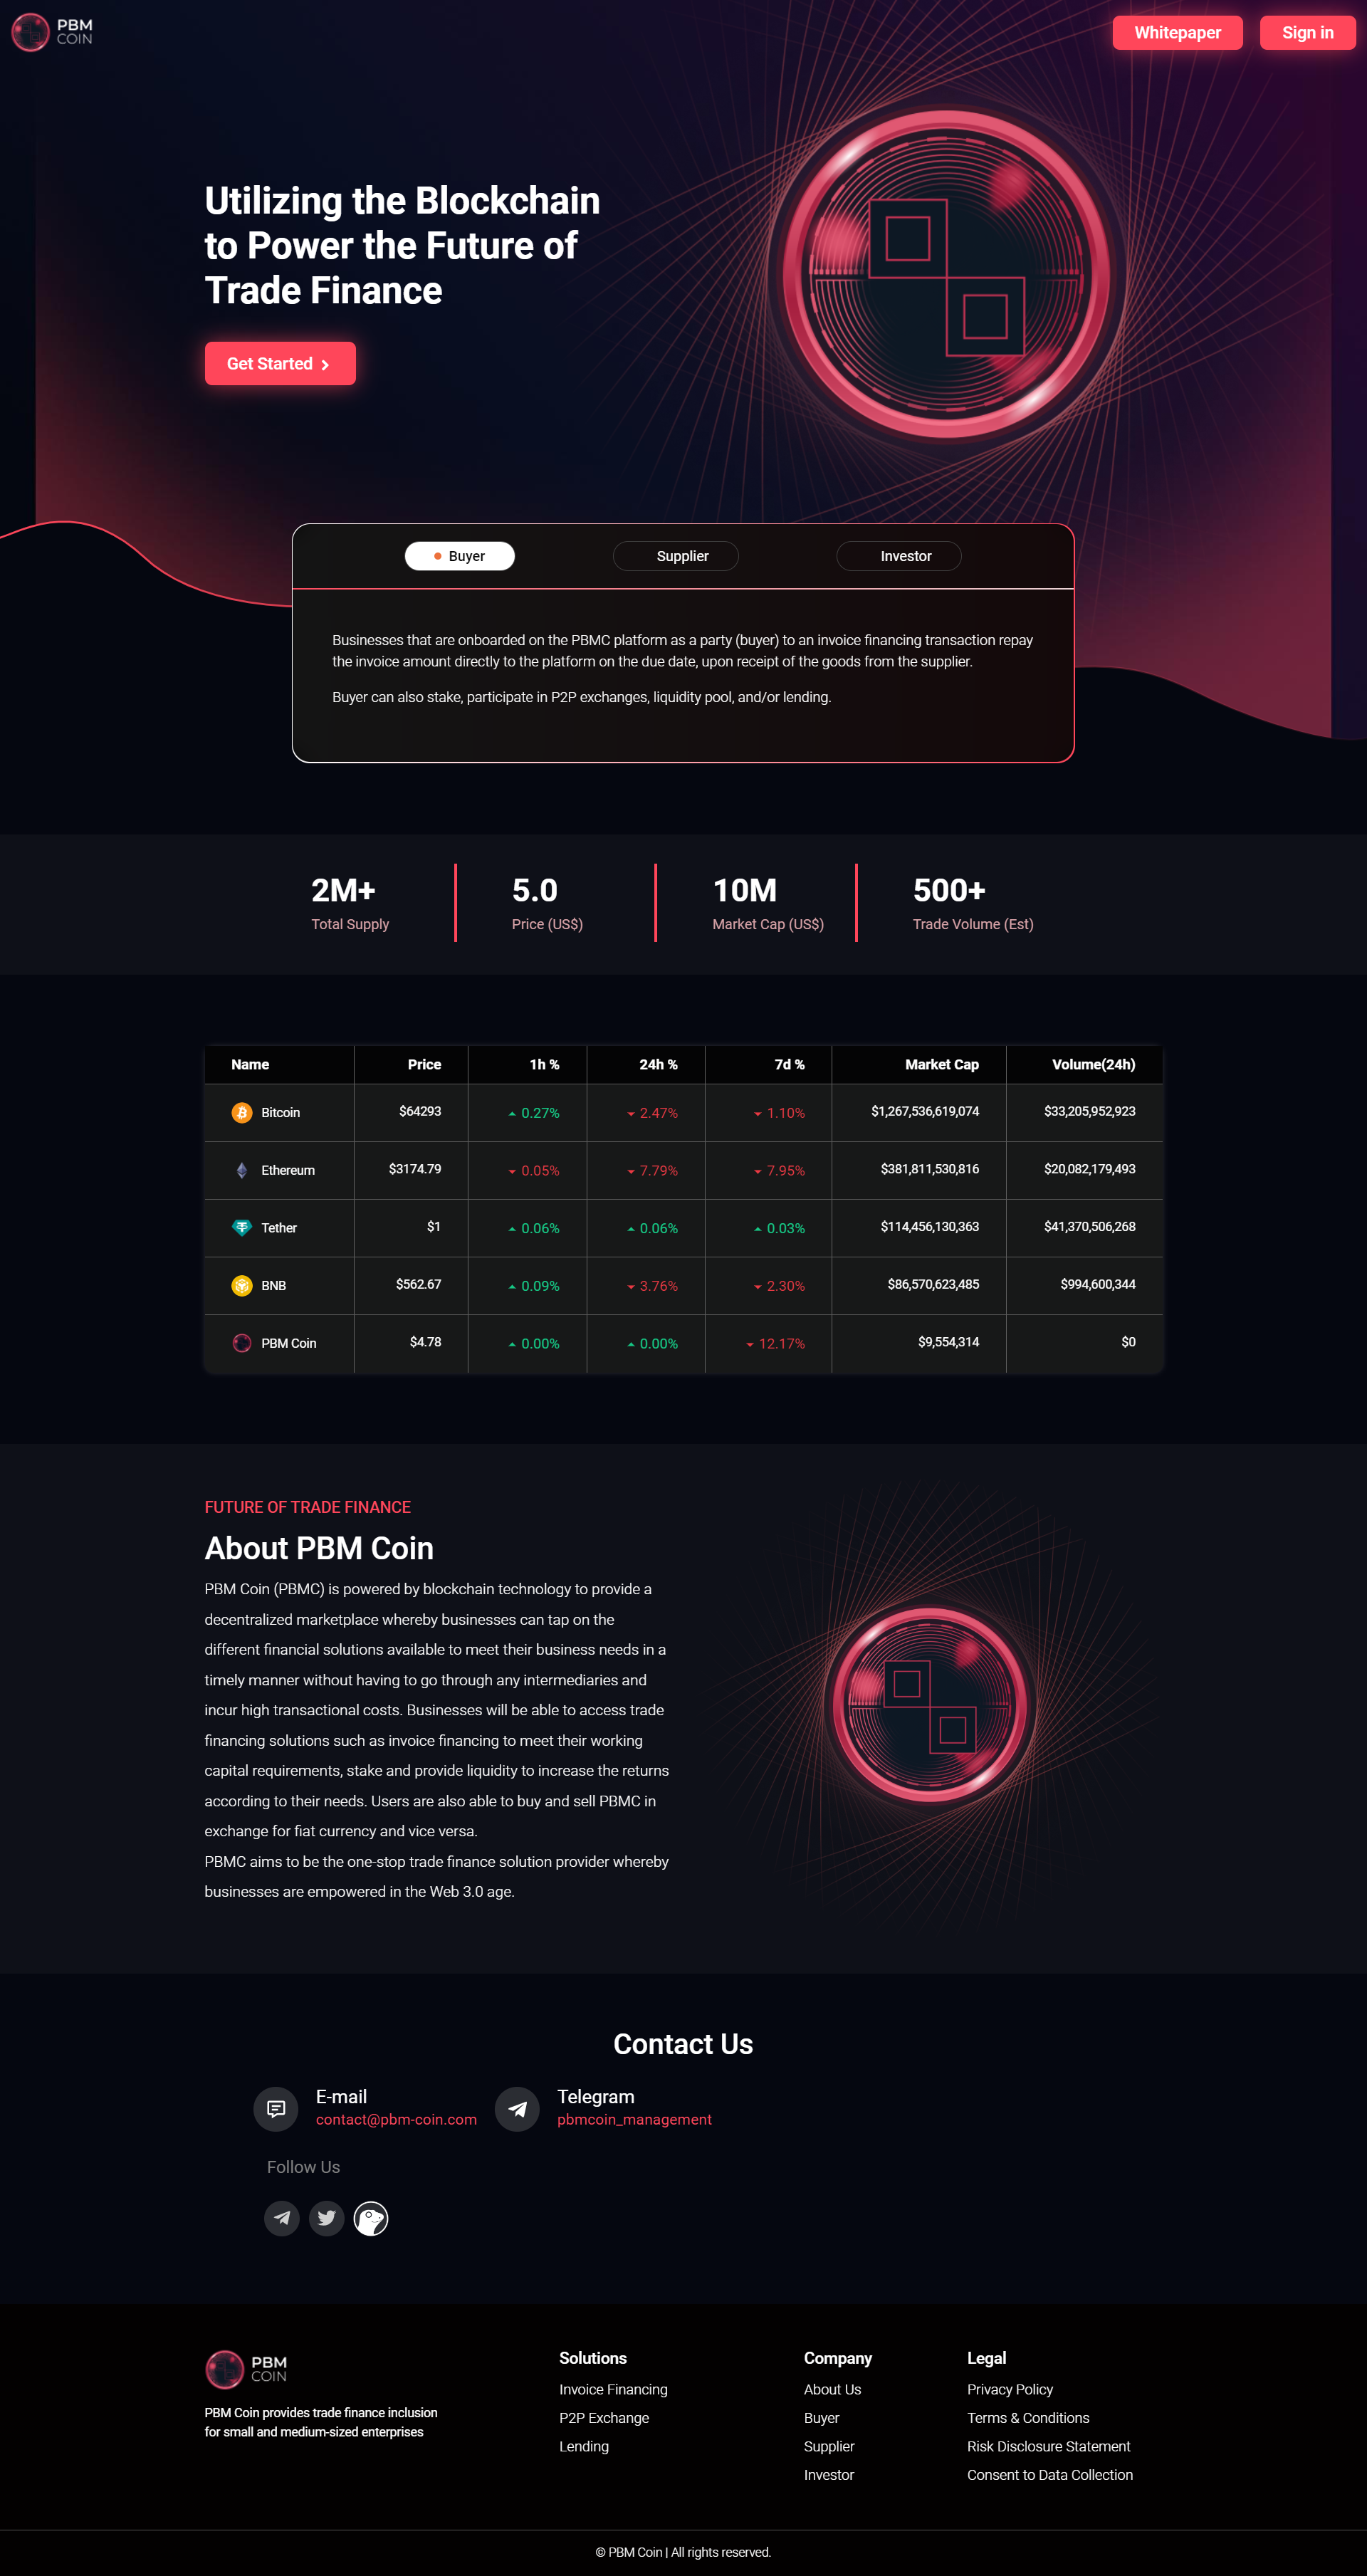 PBM
COIN
Whitepaper
Sign in
Utilizing the Blockchain
to Power the Future of
Trade Finance
Get Started
Buyer
Supplier
Investor
Businesses that are onboarded on the PBMC platform as a party (buyer) to an invoice financing transaction repay
the invoice amount directly to the platform on the due date, upon receipt of the goods from the supplier.
Buyer can also stake, participate in P2P exchanges, liquidity pool, and/or lending.
2M+
Total Supply
5.0
Price (US$)
10M
Market Cap (US$)
500+
Trade Volume (Est)
Name Price 1h % 24h % 7d % Market Cap Volume(24h)
Bitcoin $64293 0.27% 2.47% 1.10% $1,267,536,619,074 $33,205,952,923
Ethereum $3174.79 0.05% 7.79% 7.95% $381,811,530,816 $20,082,179,493
Tether $1 0.06% 0.06% 0.03% $114,456,130,363 $41,370,506,268
BNB $562.67 0.09% 3.76% 2.30% $86,570,623,485 $994,600,344
PBM Coin $4.78 0.00% 0.00% 12.17% $9,554,314 $0
FUTURE OF TRADE FINANCE
About PBM Coin
PBM Coin (PBMC) is powered by blockchain technology to provide a
decentralized marketplace whereby businesses can tap on the
different financial solutions available to meet their business needs in a
timely manner without having to go through any intermediaries and
incur high transactional costs. Businesses will be able to access trade
financing solutions such as invoice financing to meet their working
capital requirements, stake and provide liquidity to increase the returns
according to their needs. Users are also able to buy and sell PBMC in
exchange for fiat currency and vice versa.
PBMC aims to be the one-stop trade finance solution provider whereby
businesses are empowered in the Web 3.0 age.
Contact Us
E-mail
contact@pbm-coin.com
Telegram
pbmcoin_management
Follow Us
PBM
COIN
PBM Coin provides trade finance inclusion
for small and medium-sized enterprises
Solutions
Invoice Financing
P2P Exchange
Lending
Company
About Us
Buyer
Supplier
Investor
Legal
Privacy Policy
Terms & Conditions
Risk Disclosure Statement
Consent to Data Collection
© PBM Coin | All rights reserved.